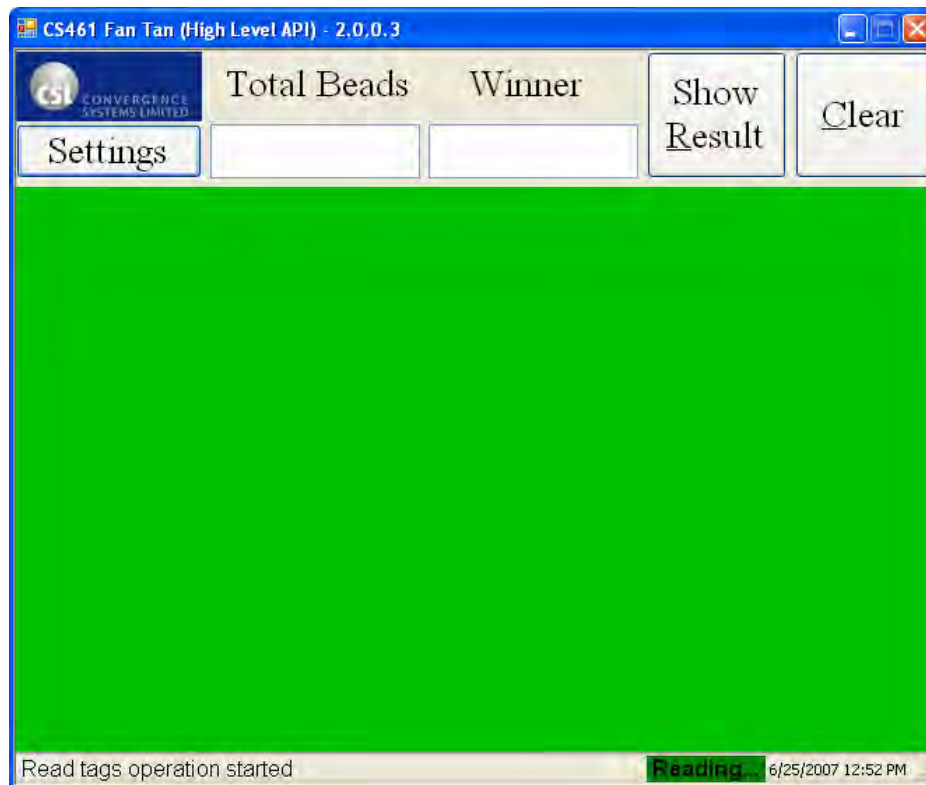 CS461 Fan Tan (High Level API) - 2.0.0.3
CSL CONVERGENCE
SYSTEMS LIMITED
Total Beads
Winner
Show
Result
Clear
Settings
Read tags operation started
Reading...
6/25/2007 12:52 PM